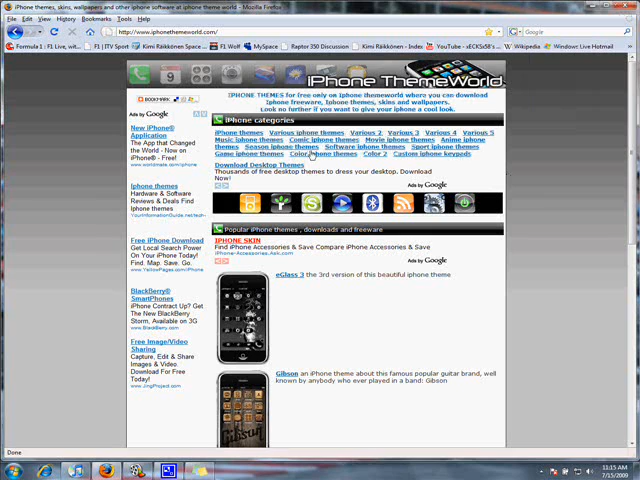 iPhone themes, skins, wallpapers and other iphone software at iphone theme world - Mozilla Firefox
File Edit View History Bookmarks Tools Help
http://www.iphonethemeworld.com/
Google
Formula 1 : F1 Live, wit...
F1 | ITV Sport
Kimi Räikkönen Space
F1 Wolf
MySpace
Raptor 350 Discussion
Kimi Räikkönen - Index
YouTube - xECKSx58's ...
Wikipedia
Windows Live Hotmail
9
iPhone ThemeWorld
BOOKMARK
Ads by Google
New iPhone®
Application
The App that Changed
the World - Now on
iPhone® - Free!
Iphone themes
Hardware & Software
Reviews & Deals Find
Iphone themes
Free iPhone Download
Get Local Search Power
On Your iPhone Today!
Find. Map. Save. Go.
www.YellowPages.com/iPhone
BlackBerry®
SmartPhones
iPhone Contract Up? Get
The New BlackBerry
Storm, Available on 3G
www.BlackBerry.com
Free Image/Video
Sharing
Capture, Edit & Share
Images & Video.
Download For Free
Today!
www.JingProject.com
IPHONE THEMES for free only on Iphone themeworld where you can download
Iphone freeware, Iphone themes, skins and wallpapers.
Look no further if you want to give your iphone a cool look.
iPhone categories
iPhone themes Various iphone themes Various 2 Various 3 Various 4 Various 5
Music iphone themes Comic iphone themes Movie iphone themes Anime iphone
themes Season iphone themes Software iphone themes Sport iphone themes
Game iphone themes Color iphone themes Color 2 Custom iphone keypads
Download Desktop Themes
Thousands of free desktop themes to dress your desktop. Download
Now!
Ads by Google
Popular iPhone themes , downloads and freeware
IPHONE SKIN
Find iPhone Accessories & Save Compare iPhone Accessories & Save
iPhone-Accessories.Ask.com
Ads by Google
eGlass 3 the 3rd version of this beautiful iphone theme
Gibson an iPhone theme about this famous popular guitar brand, well
known by anybody who ever played in a band: Gibson
Gibson
Done
11:15 AM
7/15/2009